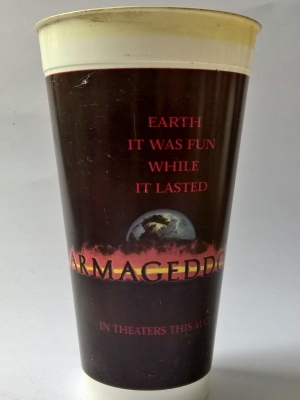 EARTH
IT WAS FUN
WHILE
IT LASTED
ARMAGEDDO
IN THEATERS THIS